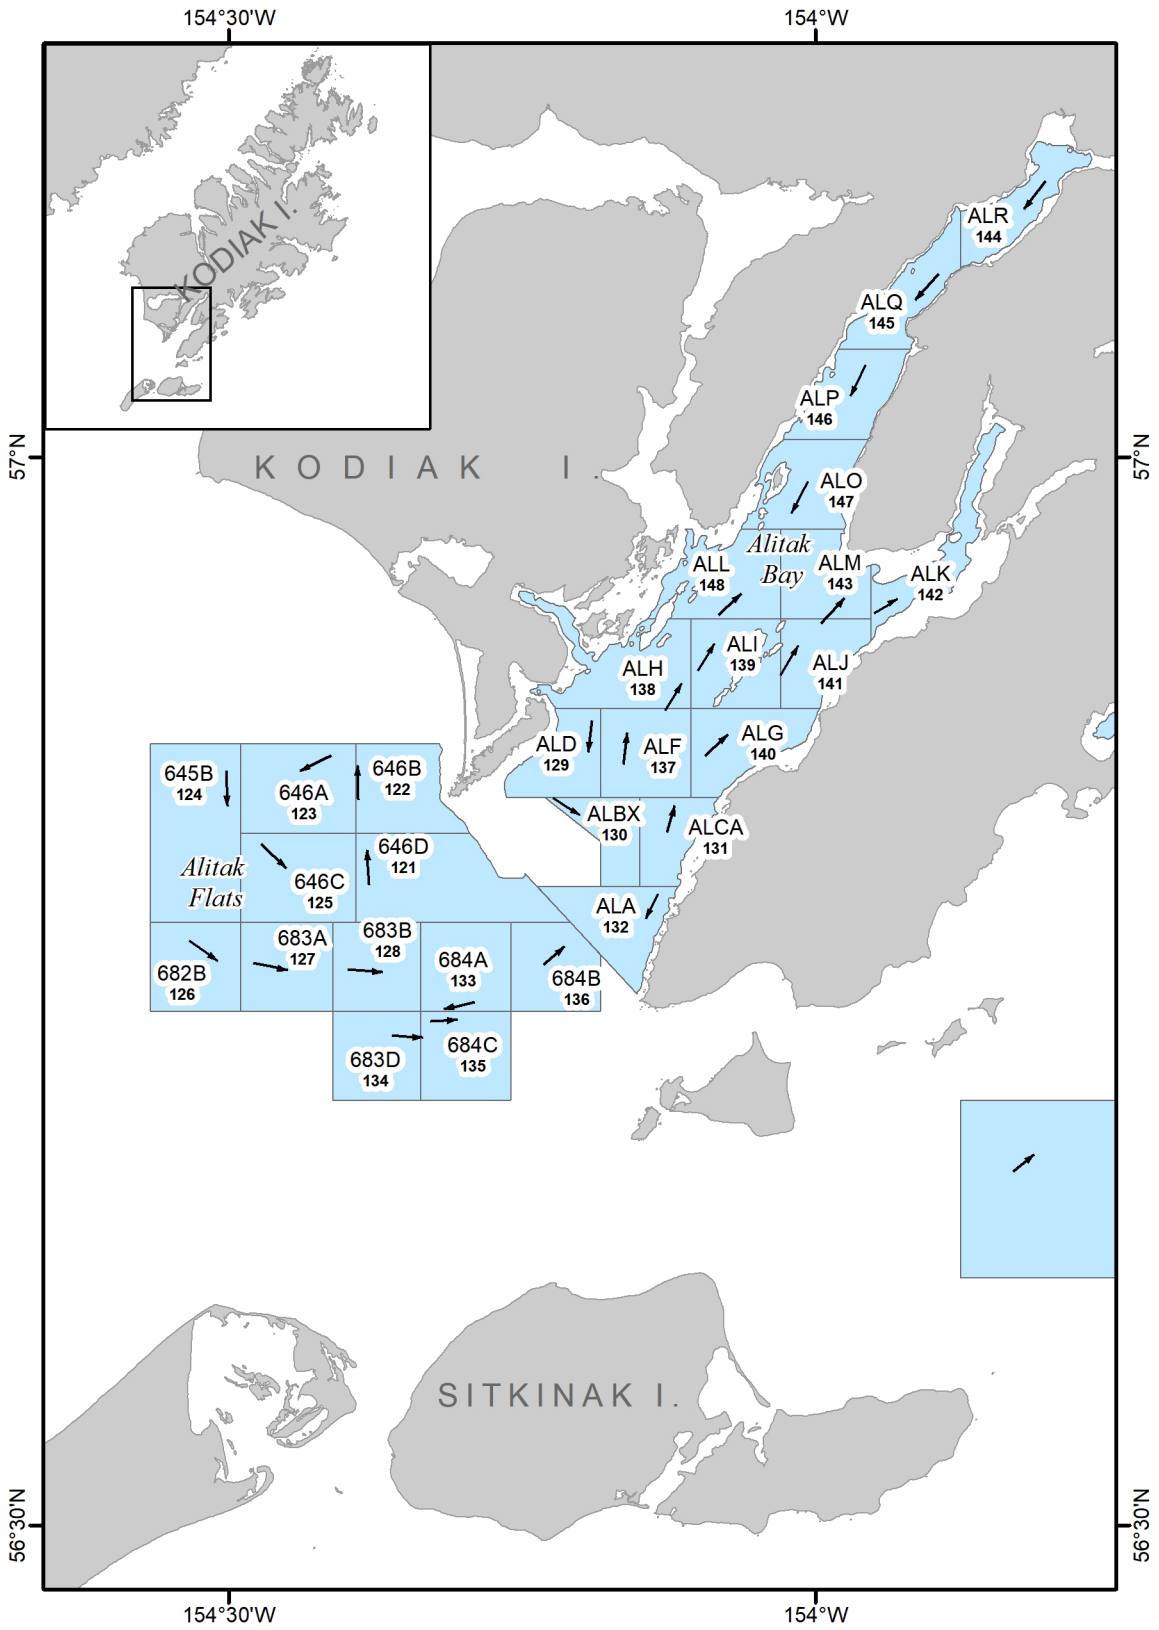 154°30'W
154°W
KODIAK I.
ALR
144
ALQ
145
ALP
146
57°N
57°N
KODIAK I.
ALO
147
Alitak
Bay
ALL
148
ALM
143
ALK
142
ALI
139
ALH
138
ALJ
141
ALD
129
ALF
137
ALG
140
645B
124
646A
123
646B
122
ALBX
130
ALCA
131
646D
121
Alitak
Flats
646C
125
ALA
132
683A
127
683B
128
684A
133
682B
126
684B
136
683D
134
684C
135
SITKINAK I.
56°30'N
56°30'N
154°30'W
154°W